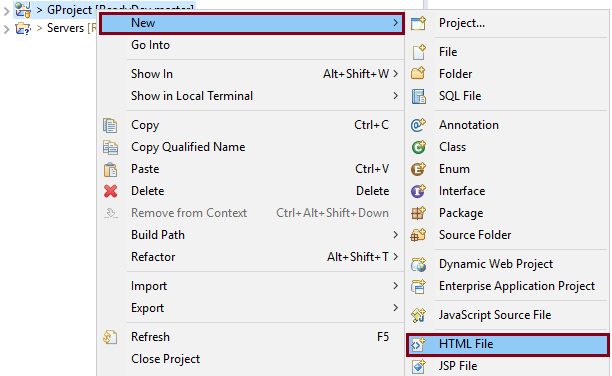 > GProject [ReadyDev master]
> Servers [R
New >
Go Into
Show In Alt+Shift+W >
Show in Local Terminal >
Copy Ctrl+C
Copy Qualified Name
Paste Ctrl+V
Delete Delete
Remove from Context Ctrl+Alt+Shift+Down
Build Path >
Refactor Alt+Shift+T >
Import >
Export >
Refresh F5
Close Project
Project...
File
Folder
SQL File
Annotation
Class
Enum
Interface
Package
Source Folder
Dynamic Web Project
Enterprise Application Project
JavaScript Source File
HTML File
JSP File